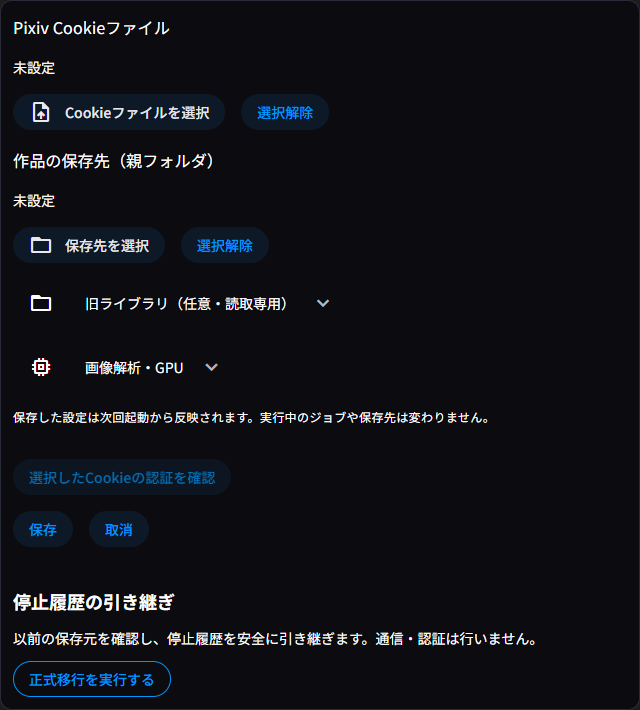 Pixiv Cookieファイル
未設定
Cookieファイルを選択
選択解除
作品の保存先（親フォルダ）
未設定
保存先を選択
選択解除
旧ライブラリ（任意・読取専用）
画像解析・GPU
保存した設定は次回起動から反映されます。実行中のジョブや保存先は変わりません。
選択したCookieの認証を確認
保存
取消
停止履歴の引き継ぎ
以前の保存元を確認し、停止履歴を安全に引き継ぎます。通信・認証は行いません。
正式移行を実行する